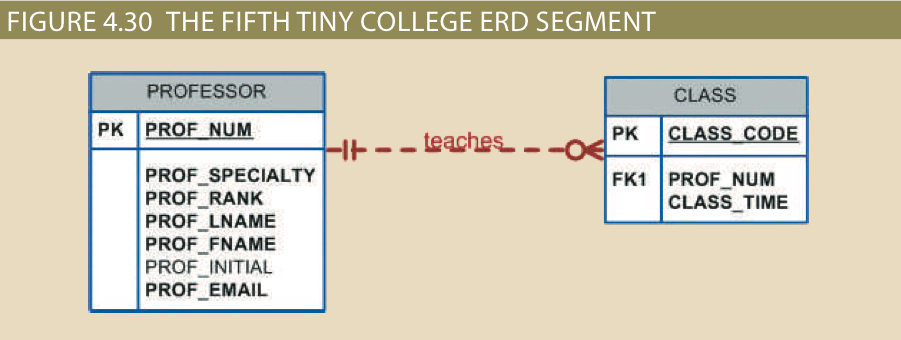 FIGURE 4.30 THE FIFTH TINY COLLEGE ERD SEGMENT
PROFESSOR
PK PROF_NUM
PROF_SPECIALTY
PROF_RANK
PROF_LNAME
PROF_FNAME
PROF_INITIAL
PROF_EMAIL
teaches
CLASS
PK CLASS_CODE
FK1 PROF_NUM
CLASS_TIME